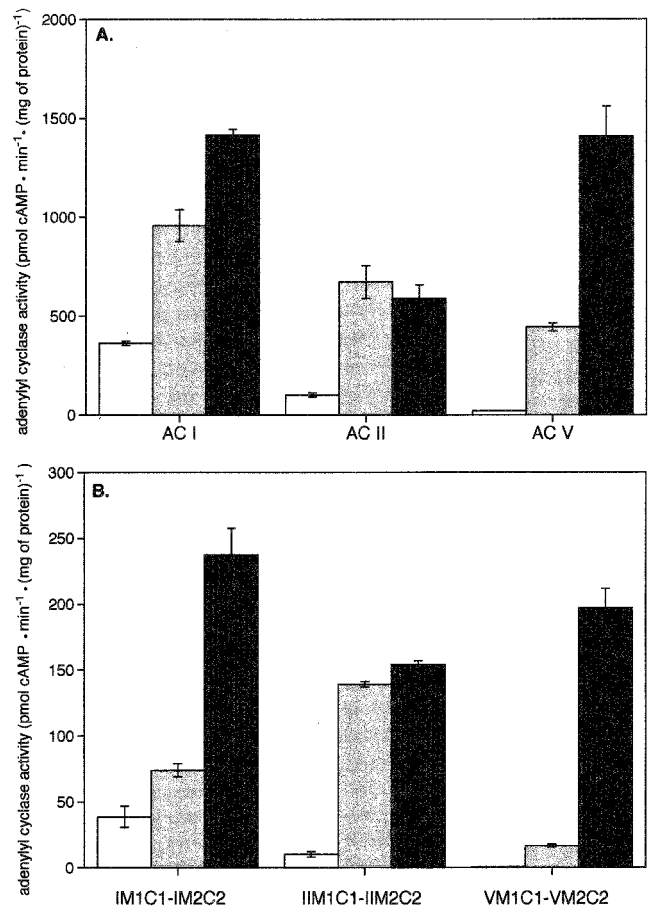 A.
adenylyl cyclase activity (pmol cAMP • min⁻¹• (mg of protein)⁻¹)
2000
1500
1000
500
0
AC I AC II AC V
B.
adenylyl cyclase activity (pmol cAMP • min⁻¹• (mg of protein)⁻¹)
300
250
200
150
100
50
0
IM1C1-IM2C2 IIM1C1-IIM2C2 VM1C1-VM2C2